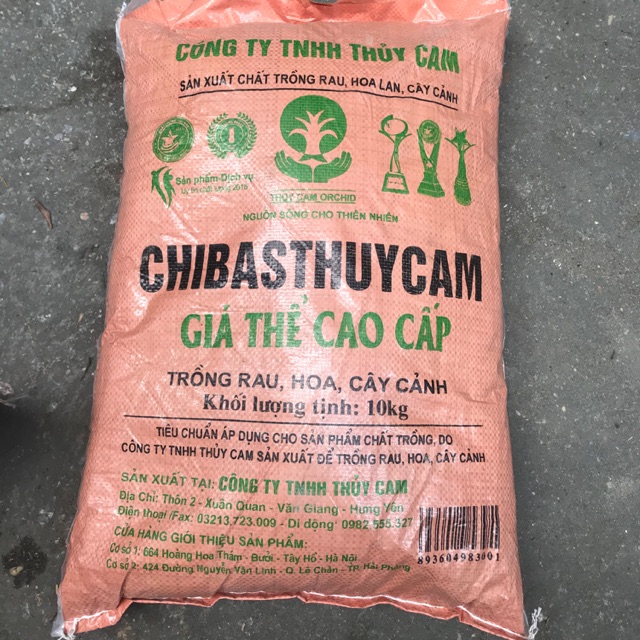 CÔNG TY TNHH THỦY CAM
SẢN XUẤT CHẤT TRỒNG RAU, HOA LAN, CÂY CẢNH
1
Sản phẩm-Dịch vụ
THỦY CAM ORCHID
NGUỒN SỐNG CHO THIÊN NHIÊN
CHIBASTHUYCAM
GIÁ THỂ CAO CẤP
TRỒNG RAU, HOA, CÂY CẢNH
Khối lượng tịnh: 10kg
TIÊU CHUẨN ÁP DỤNG CHO SẢN PHẨM CHẤT TRỒNG, DO
CÔNG TY TNHH THỦY CAM SẢN XUẤT ĐỂ TRỒNG RAU, HOA, CÂY CẢNH
SẢN XUẤT TẠI: CÔNG TY TNHH THỦY CAM
Địa Chỉ: Thôn 2 - Xuân Quan - Văn Giang - Hưng Yên
Điện thoại /Fax: 03213.723.009 - Di động: 0982.555.327
CỬA HÀNG GIỚI THIỆU SẢN PHẨM:
Cơ sở 1: 664 Hoàng Hoa Thám - Bưởi - Tây Hồ - Hà Nội
Cơ sở 2: 424 Đường Nguyễn Văn Linh - Q. Lê Chân - TP. Hải Phòng
893604983001